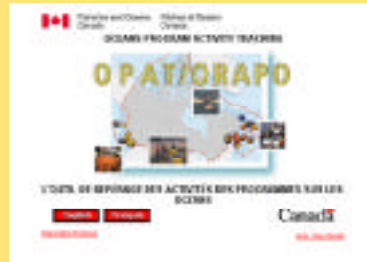 Fisheries and Oceans Pêches et Océans
Canada Canada
OCEANS PROGRAM ACTIVITY TRACKING
OPAT/ORAPO
L'OUTIL DE REPÉRAGE DES ACTIVITÉS DES PROGRAMMES SUR LES
OCÉANS
English Français
Canada